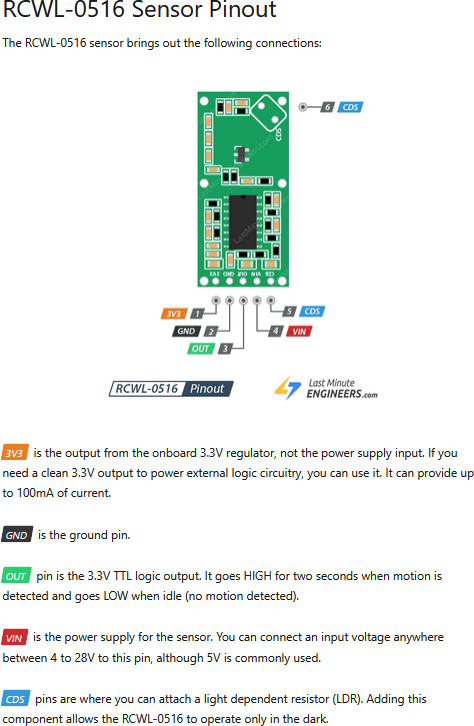 RCWL-0516 Sensor Pinout
The RCWL-0516 sensor brings out the following connections:
6 CDS
CDS
3V3 GND OUT VIN CDS
3V3 1
5 CDS
GND 2
4 VIN
OUT 3
RCWL-0516 Pinout
Last Minute
ENGINEERS.com
3V3 is the output from the onboard 3.3V regulator, not the power supply input. If you
need a clean 3.3V output to power external logic circuitry, you can use it. It can provide up
to 100mA of current.
GND is the ground pin.
OUT pin is the 3.3V TTL logic output. It goes HIGH for two seconds when motion is
detected and goes LOW when idle (no motion detected).
VIN is the power supply for the sensor. You can connect an input voltage anywhere
between 4 to 28V to this pin, although 5V is commonly used.
CDS pins are where you can attach a light dependent resistor (LDR). Adding this
component allows the RCWL-0516 to operate only in the dark.